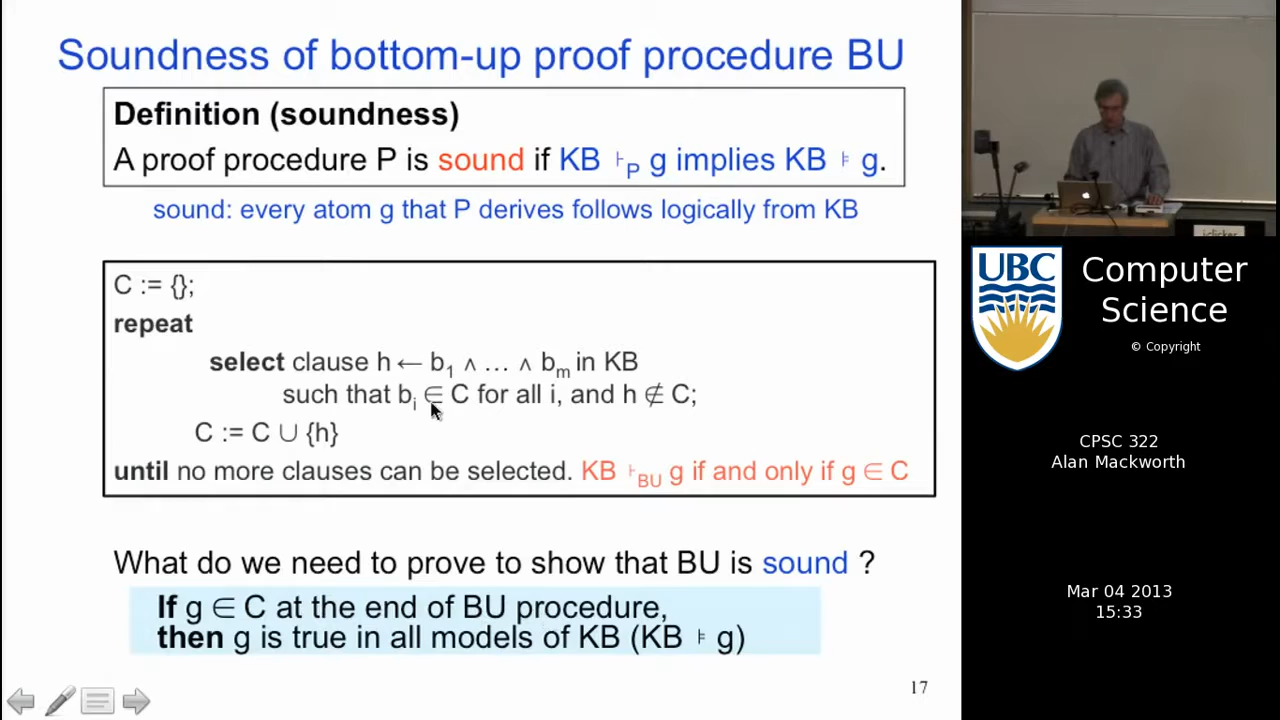 Soundness of bottom-up proof procedure BU
Definition (soundness)
A proof procedure P is sound if KB ⊦P g implies KB ⊧ g.
sound: every atom g that P derives follows logically from KB
C := {};
repeat
select clause h ← b1 ∧ … ∧ bm in KB
such that bi ∈ C for all i, and h ∉ C;
C := C ∪ {h}
until no more clauses can be selected. KB ⊦BU g if and only if g ∈ C
What do we need to prove to show that BU is sound ?
If g ∈ C at the end of BU procedure,
then g is true in all models of KB (KB ⊧ g)
17
i-clicker
UBC
Computer
Science
© Copyright
CPSC 322
Alan Mackworth
Mar 04 2013
15:33